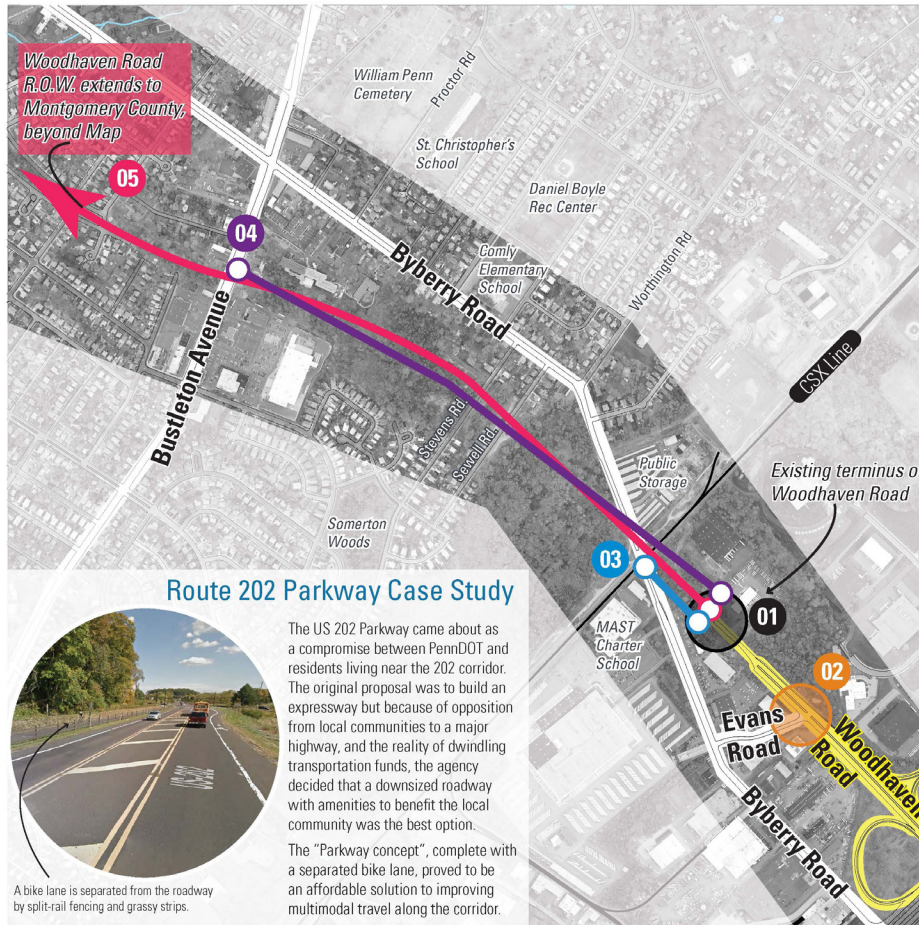 Woodhaven Road
R.O.W. extends to
Montgomery County,
beyond Map
05
04
William Penn
Cemetery
Proctor Rd
St. Christopher's
School
Daniel Boyle
Rec Center
Comly
Elementary
School
Worthington Rd
Byberry Road
Bustleton Avenue
CSX Line
Stevens Rd.
Sewell Rd.
Public
Storage
Existing terminus o
Woodhaven Road
Somerton
Woods
03
01
MAST
Charter
School
02
Evans
Road
Woodhaven
Road
Byberry Road
Route 202 Parkway Case Study
The US 202 Parkway came about as
a compromise between PennDOT and
residents living near the 202 corridor.
The original proposal was to build an
expressway but because of opposition
from local communities to a major
highway, and the reality of dwindling
transportation funds, the agency
decided that a downsized roadway
with amenities to benefit the local
community was the best option.
The “Parkway concept”, complete with
a separated bike lane, proved to be
an affordable solution to improving
multimodal travel along the corridor.
US-202
A bike lane is separated from the roadway
by split-rail fencing and grassy strips.